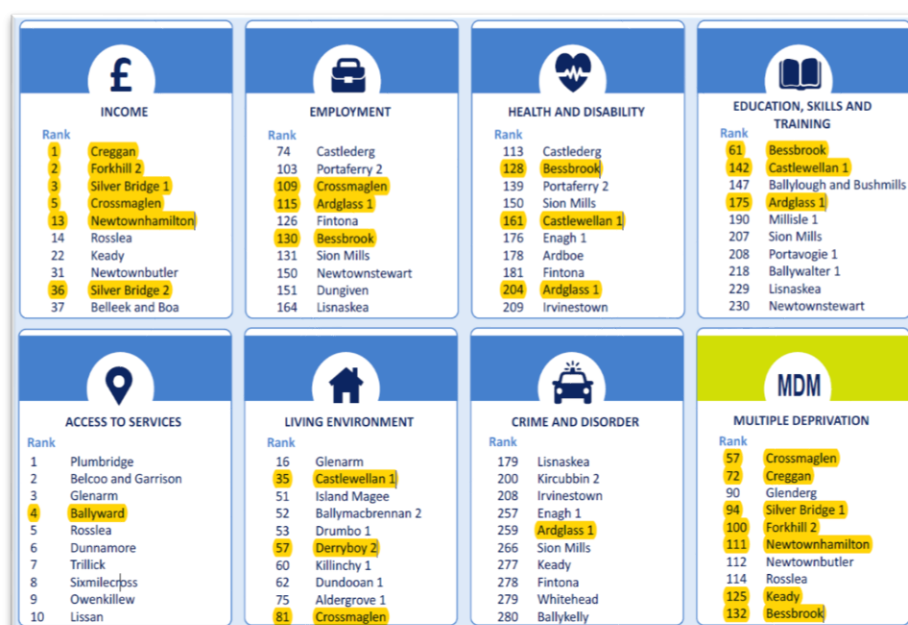 £
INCOME
Rank
1 Creggan
2 Forkhill 2
3 Silver Bridge 1
5 Crossmaglen
13 Newtownhamilton
14 Rosslea
22 Keady
31 Newtownbutler
36 Silver Bridge 2
37 Belleek and Boa
EMPLOYMENT
Rank
74 Castlederg
103 Portaferry 2
109 Crossmaglen
115 Ardglass 1
126 Fintona
130 Bessbrook
131 Sion Mills
150 Newtownstewart
151 Dungiven
164 Lisnaskea
HEALTH AND DISABILITY
Rank
113 Castlederg
128 Bessbrook
139 Portaferry 2
150 Sion Mills
161 Castlewellan 1
176 Enagh 1
178 Ardboe
181 Fintona
204 Ardglass 1
209 Irvinestown
EDUCATION, SKILLS AND
TRAINING
Rank
61 Bessbrook
142 Castlewellan 1
147 Ballylough and Bushmills
175 Ardglass 1
190 Millisle 1
207 Sion Mills
208 Portavogie 1
218 Ballywalter 1
229 Lisnaskea
230 Newtownstewart
ACCESS TO SERVICES
Rank
1 Plumbridge
2 Belcoo and Garrison
3 Glenarm
4 Ballyward
5 Rosslea
6 Dunnamore
7 Trillick
8 Sixmilecross
9 Owenkillew
10 Lissan
LIVING ENVIRONMENT
Rank
16 Glenarm
35 Castlewellan 1
51 Island Magee
52 Ballymacbrennan 2
53 Drumbo 1
57 Derryboy 2
60 Killinchy 1
62 Dundooan 1
75 Aldergrove 1
81 Crossmaglen
CRIME AND DISORDER
Rank
179 Lisnaskea
200 Kircubbin 2
208 Irvinestown
257 Enagh 1
259 Ardglass 1
266 Sion Mills
277 Keady
278 Fintona
279 Whitehead
280 Ballykelly
MDM
MULTIPLE DEPRIVATION
Rank
57 Crossmaglen
72 Creggan
90 Glenderg
94 Silver Bridge 1
100 Forkhill 2
111 Newtownhamilton
112 Newtownbutler
114 Rosslea
125 Keady
132 Bessbrook